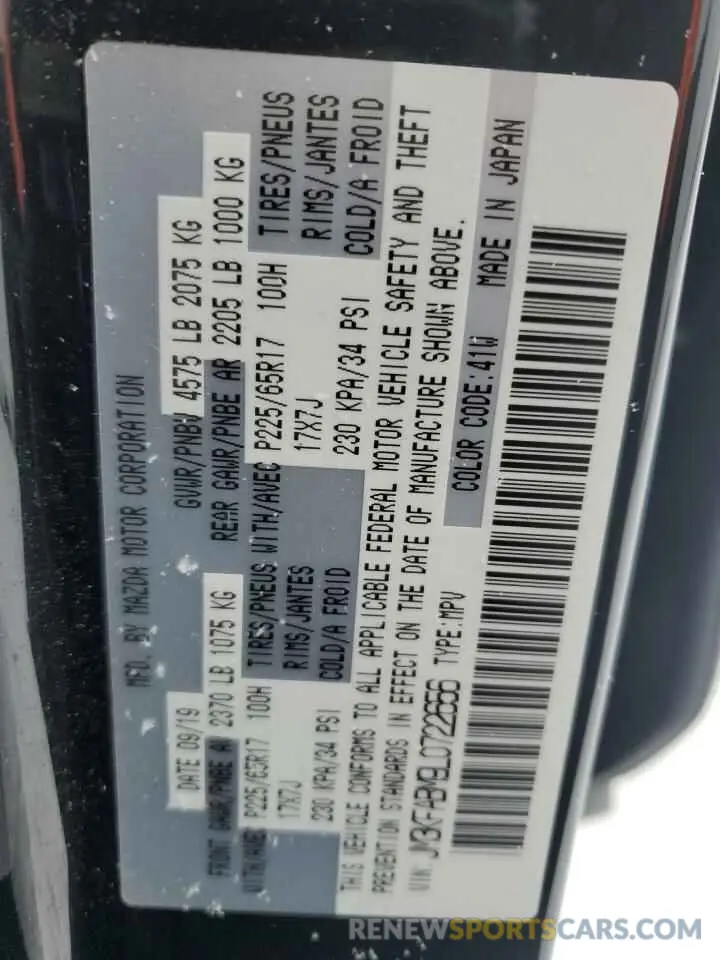 MFD. BY MAZDA MOTOR CORPORATION
DATE 09/19 GVWR/PNBV 4575 LB 2075 KG
FRONT GAWR/PNBE AV 2370 LB 1075 KG REAR GAWR/PNBE AR 2205 LB 1000 KG
WITH/AVEC P225/65R17 100H TIRES/PNEUS WITH/AVEC P225/65R17 100H TIRES/PNEUS
17X7J RIMS/JANTES 17X7J RIMS/JANTES
230 KPA/34 PSI COLD/A FROID 230 KPA/34 PSI COLD/A FROID
THIS VEHICLE CONFORMS TO ALL APPLICABLE FEDERAL MOTOR VEHICLE SAFETY AND THEFT
PREVENTION STANDARDS IN EFFECT ON THE DATE OF MANUFACTURE SHOWN ABOVE.
VIN JM3KFABM9L0722656 TYPE:MPV COLOR CODE:41W MADE IN JAPAN
RENEWSPORTSCARS.COM